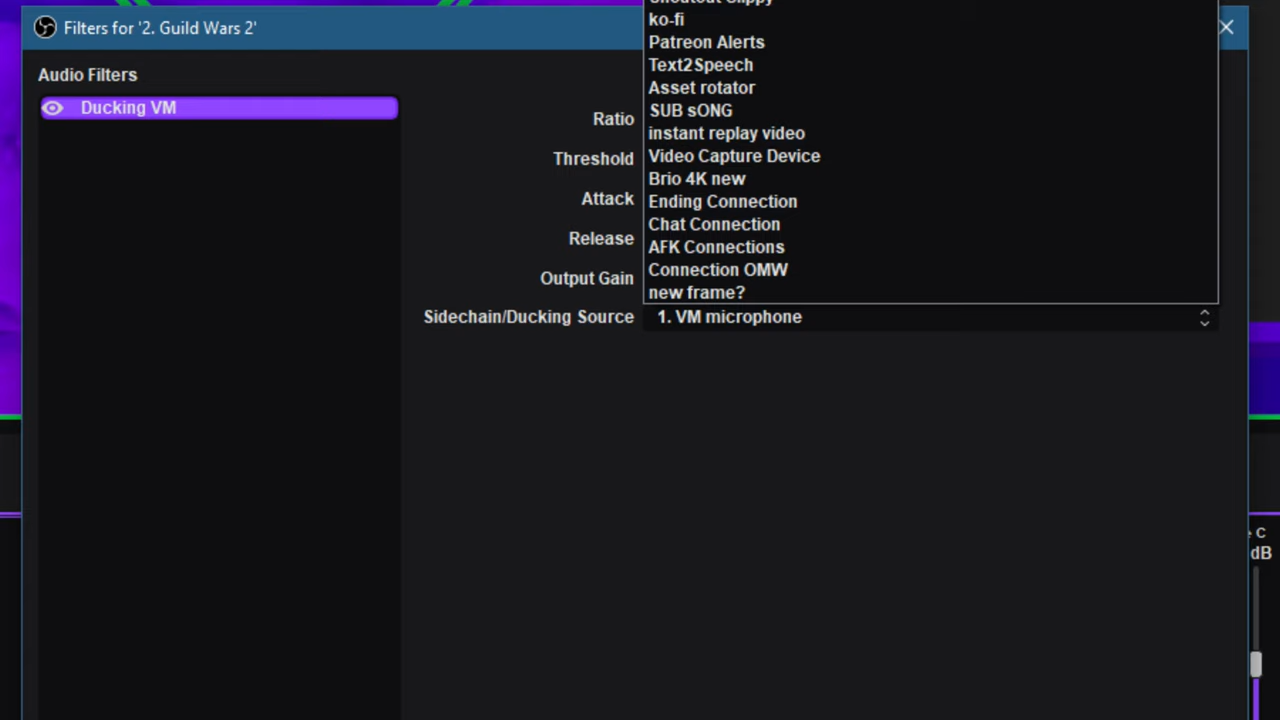 Filters for '2. Guild Wars 2'
Shoutout Clippy
ko-fi
Patreon Alerts
Text2Speech
Asset rotator
SUB sONG
instant replay video
Video Capture Device
Brio 4K new
Ending Connection
Chat Connection
AFK Connections
Connection OMW
new frame?
Audio Filters
Ducking VM
Ratio
Threshold
Attack
Release
Output Gain
Sidechain/Ducking Source
1. VM microphone
C
dB